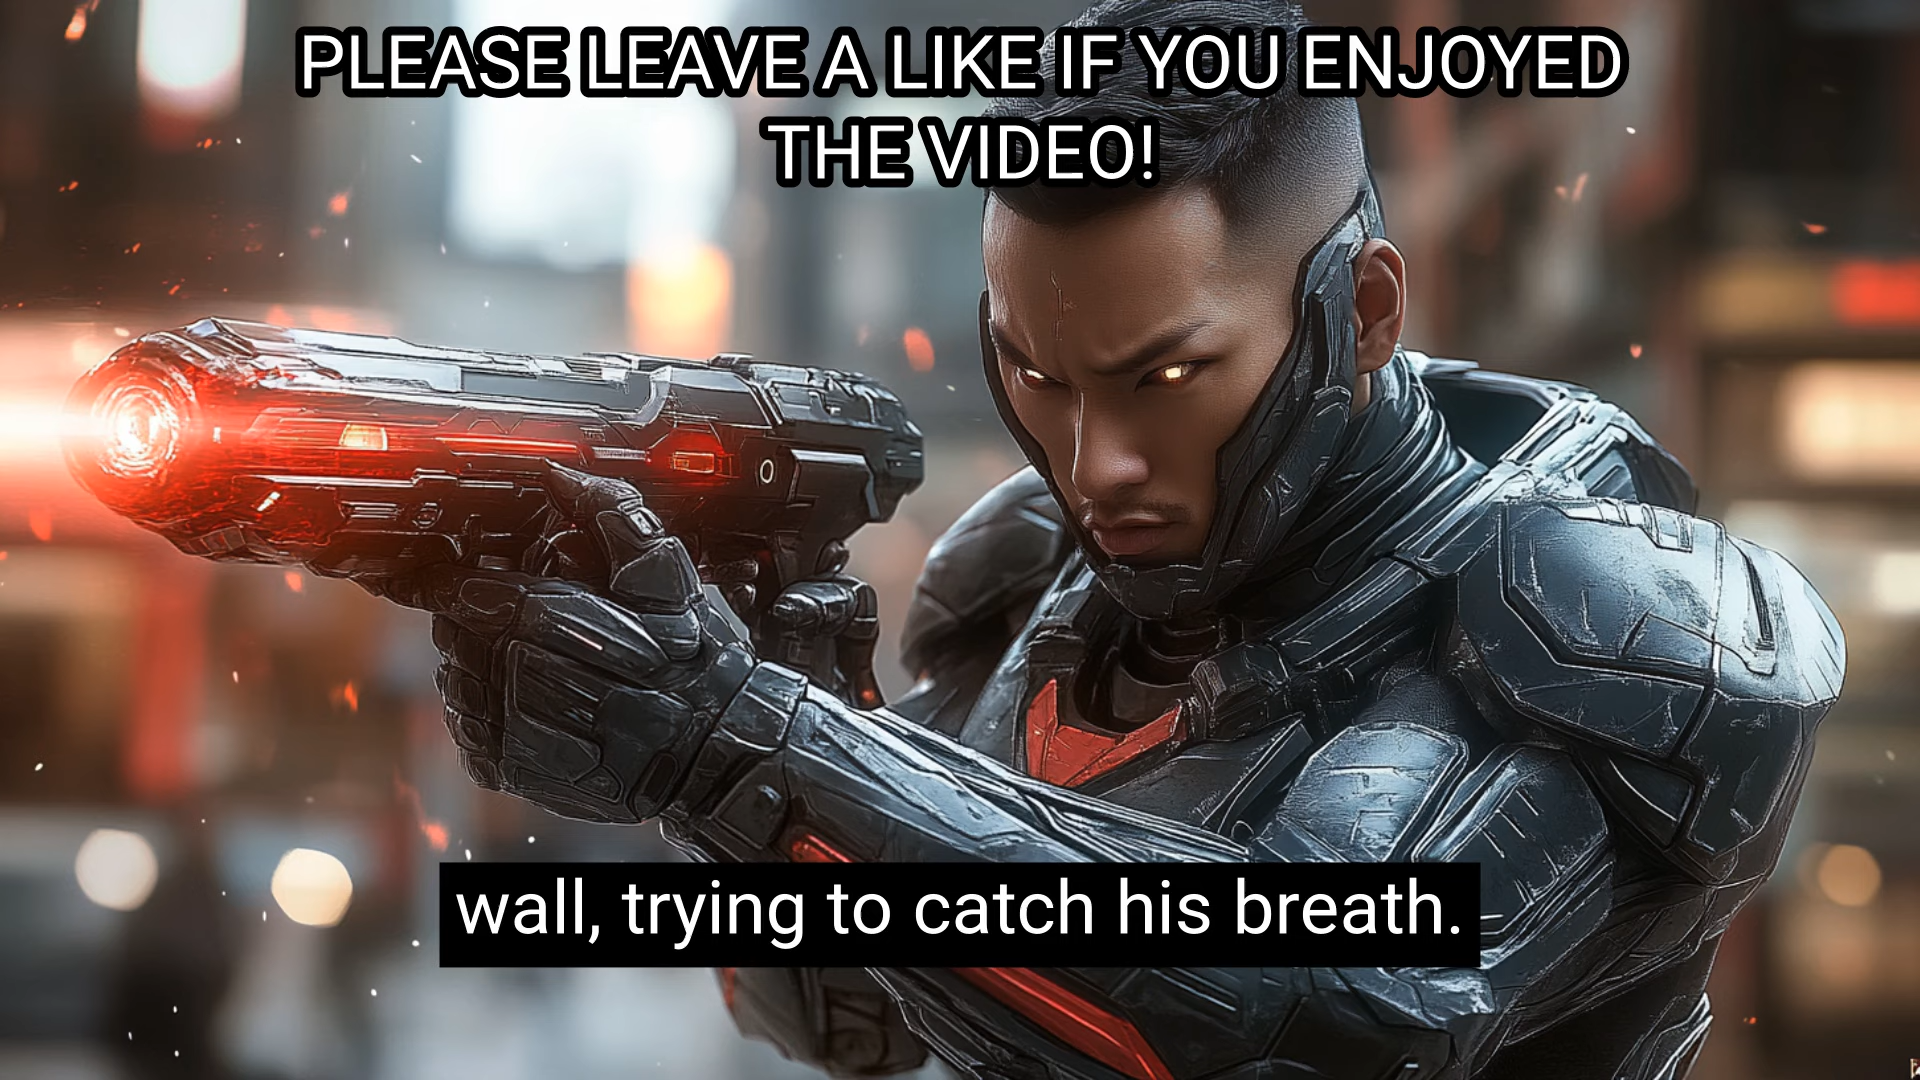 PLEASE LEAVE A LIKE IF YOU ENJOYED
THE VIDEO!
wall, trying to catch his breath.